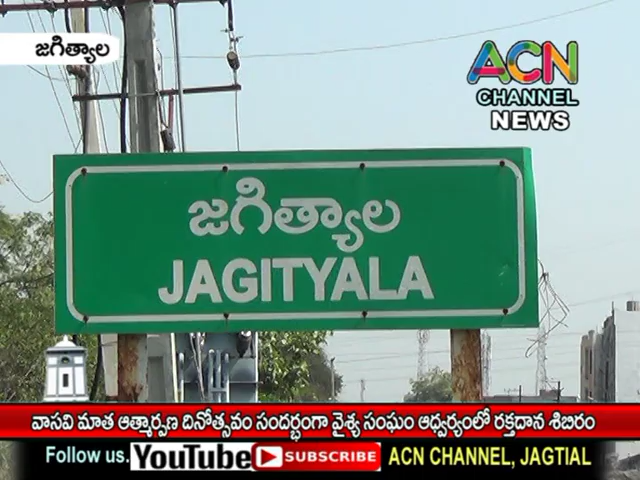 జగిత్యాల
ACN
CHANNEL
NEWS
జగిత్యాల
JAGITYALA
వాసవి మాత ఆత్మార్పణ దినోత్సవం సందర్భంగా వైశ్య సంఘం ఆధ్వర్యంలో రక్తదాన శిబిరం
Follow us. YouTube SUBSCRIBE ACN CHANNEL, JAGTIAL